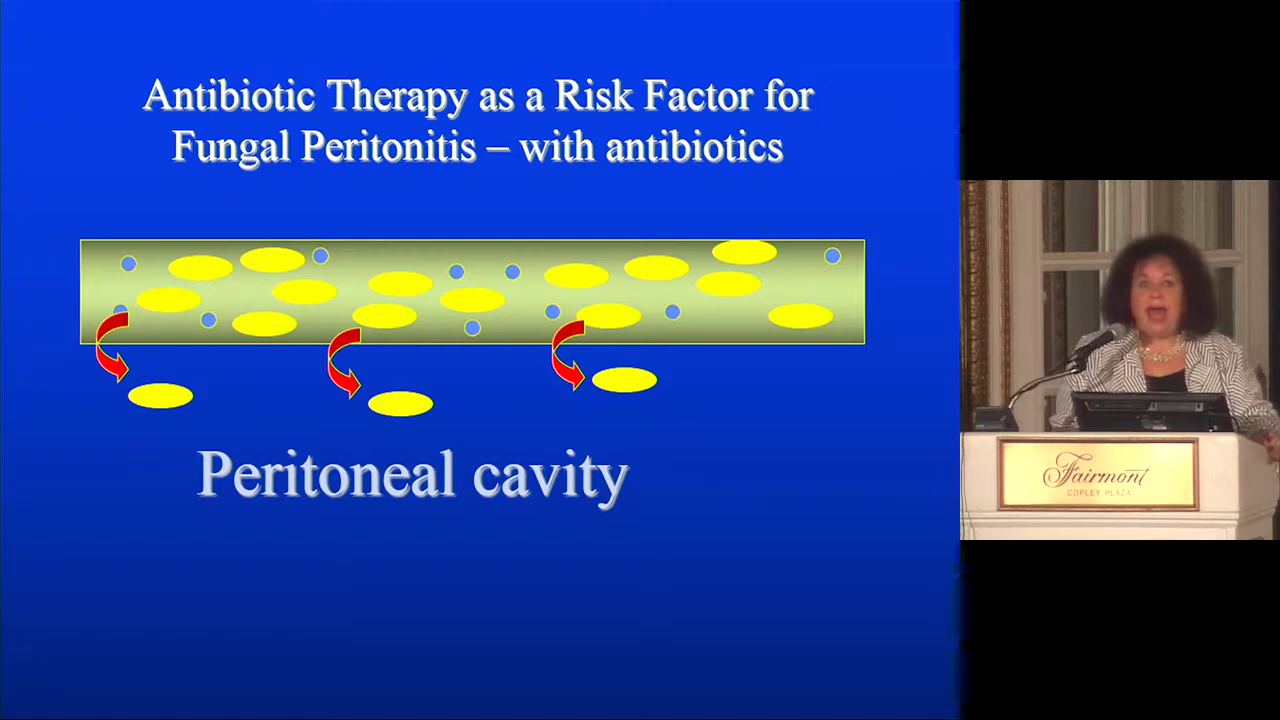 Antibiotic Therapy as a Risk Factor for
Fungal Peritonitis – with antibiotics
Peritoneal cavity
Fairmont
COPLEY PLAZA